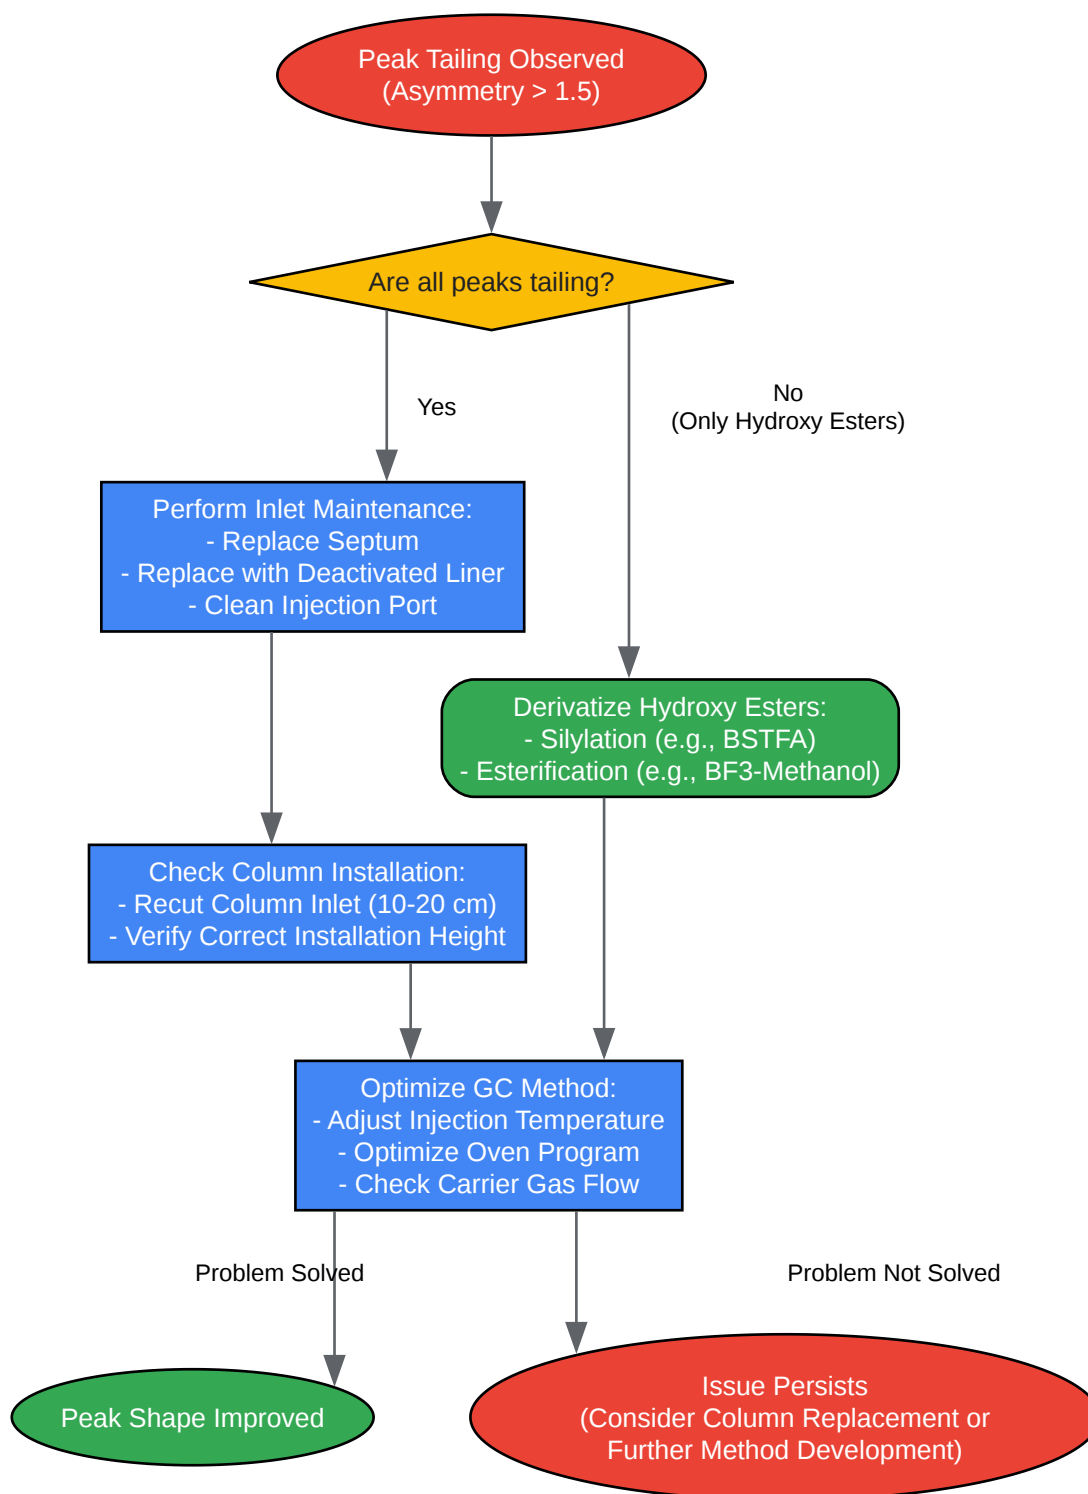 Peak Tailing Observed
(Asymmetry > 1.5)
Are all peaks tailing?
Yes
No
(Only Hydroxy Esters)
Perform Inlet Maintenance:
- Replace Septum
- Replace with Deactivated Liner
- Clean Injection Port
Derivatize Hydroxy Esters:
- Silylation (e.g., BSTFA)
- Esterification (e.g., BF3-Methanol)
Check Column Installation:
- Recut Column Inlet (10-20 cm)
- Verify Correct Installation Height
Optimize GC Method:
- Adjust Injection Temperature
- Optimize Oven Program
- Check Carrier Gas Flow
Problem Solved
Problem Not Solved
Peak Shape Improved
Issue Persists
(Consider Column Replacement or
Further Method Development)